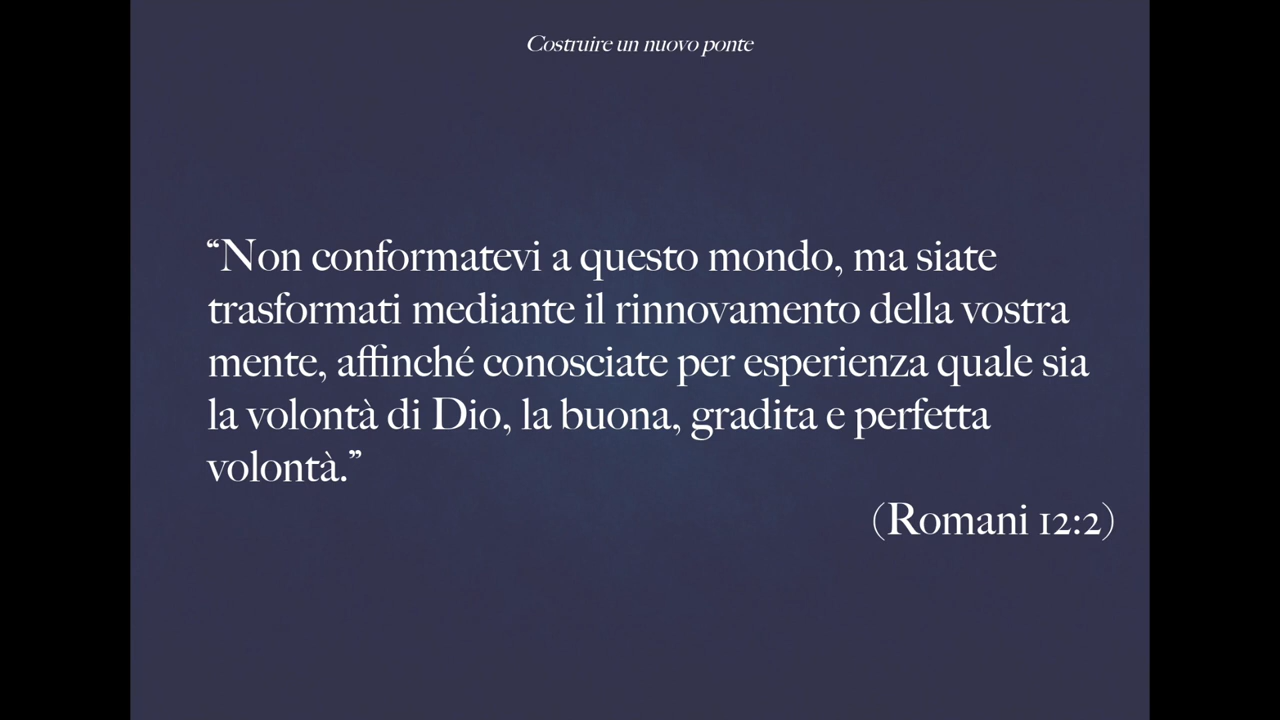 Costruire un nuovo ponte
“Non conformatevi a questo mondo, ma siate
trasformati mediante il rinnovamento della vostra
mente, affinché conosciate per esperienza quale sia
la volontà di Dio, la buona, gradita e perfetta
volontà.”
(Romani 12:2)